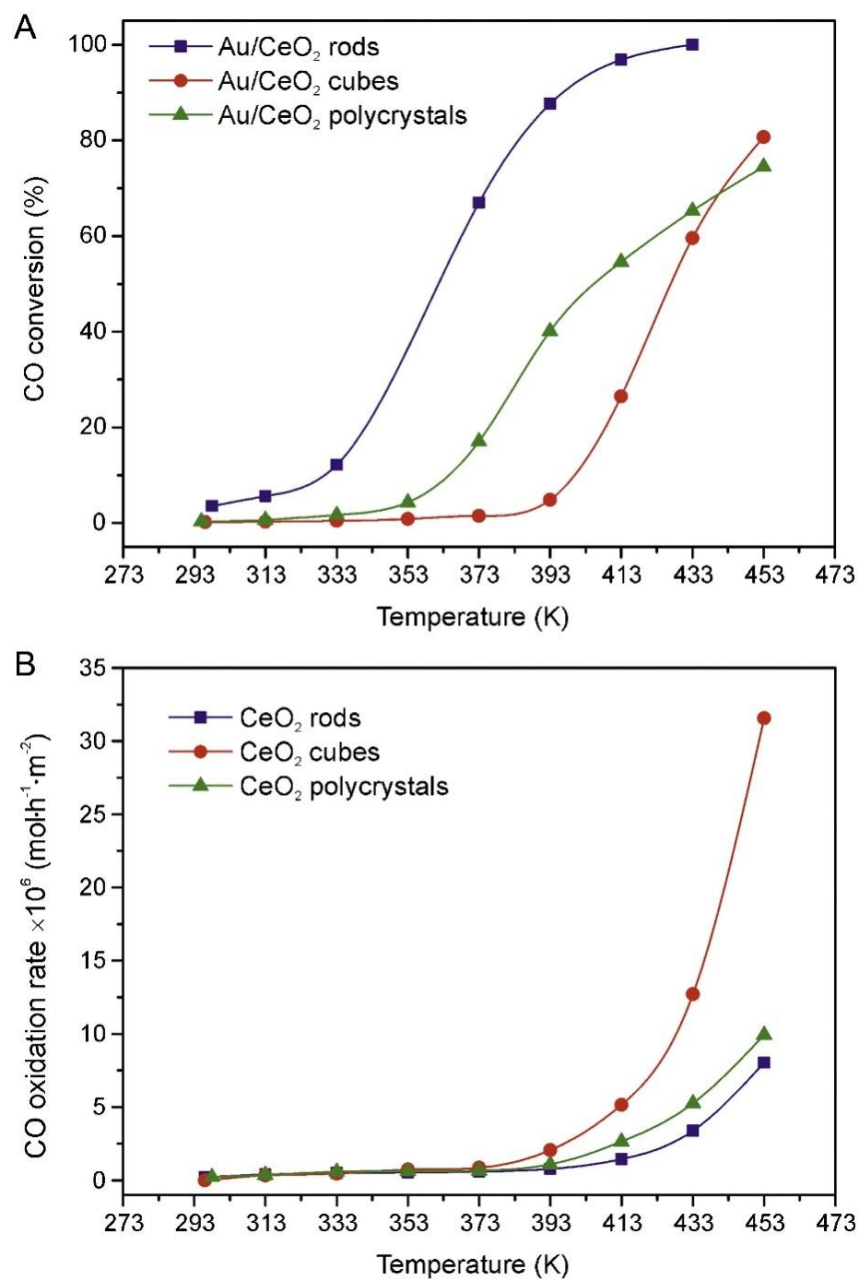 A
Au/CeO₂ rods
Au/CeO₂ cubes
Au/CeO₂ polycrystals
100
80
60
40
20
0
CO conversion (%)
273 293 313 333 353 373 393 413 433 453 473
Temperature (K)
B
CeO₂ rods
CeO₂ cubes
CeO₂ polycrystals
35
30
25
20
15
10
5
0
CO oxidation rate ×10⁶ (mol·h⁻¹·m⁻²)
273 293 313 333 353 373 393 413 433 453 473
Temperature (K)